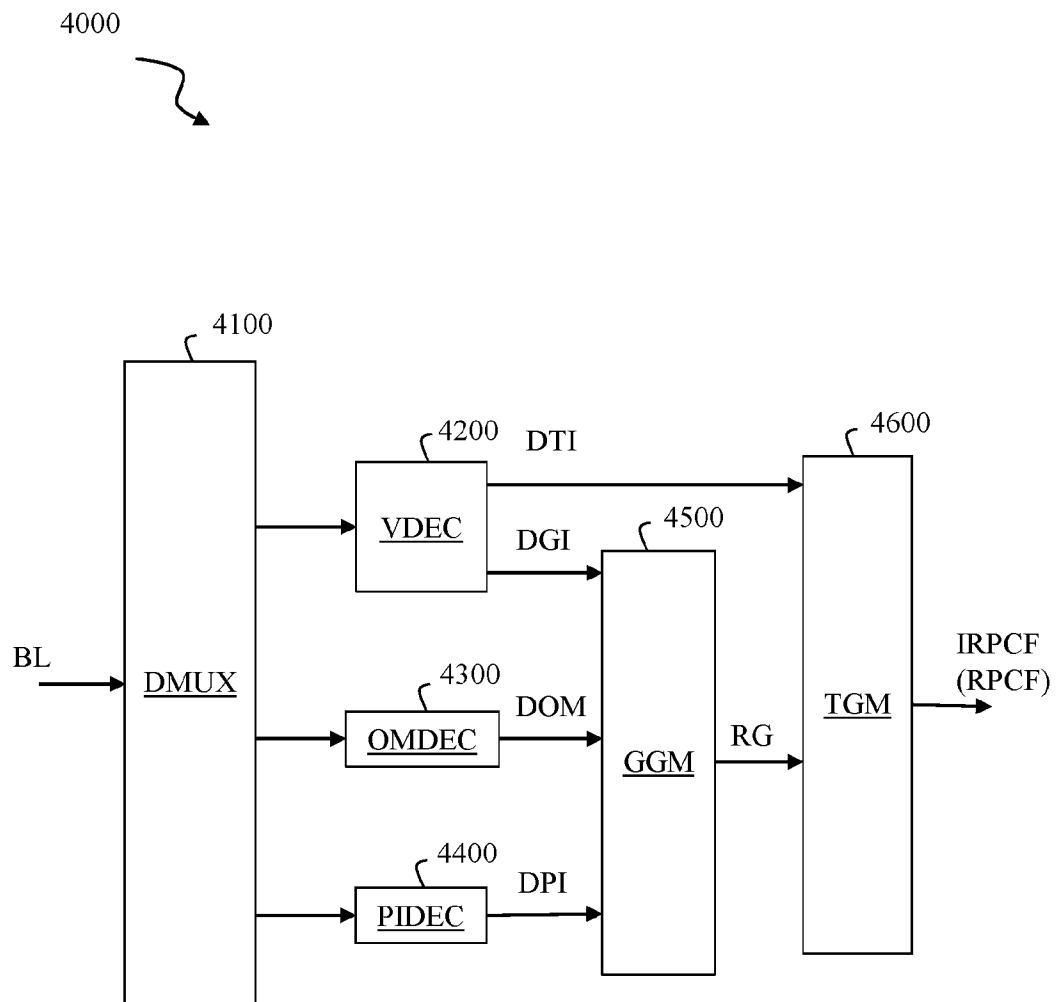 4000
4100
4200
DTI
4600
VDEC
DGI
4500
BL
DMUX
4300
DOM
OMDEC
GGM
RG
TGM
IRPCF
(RPCF)
4400
DPI
PIDEC